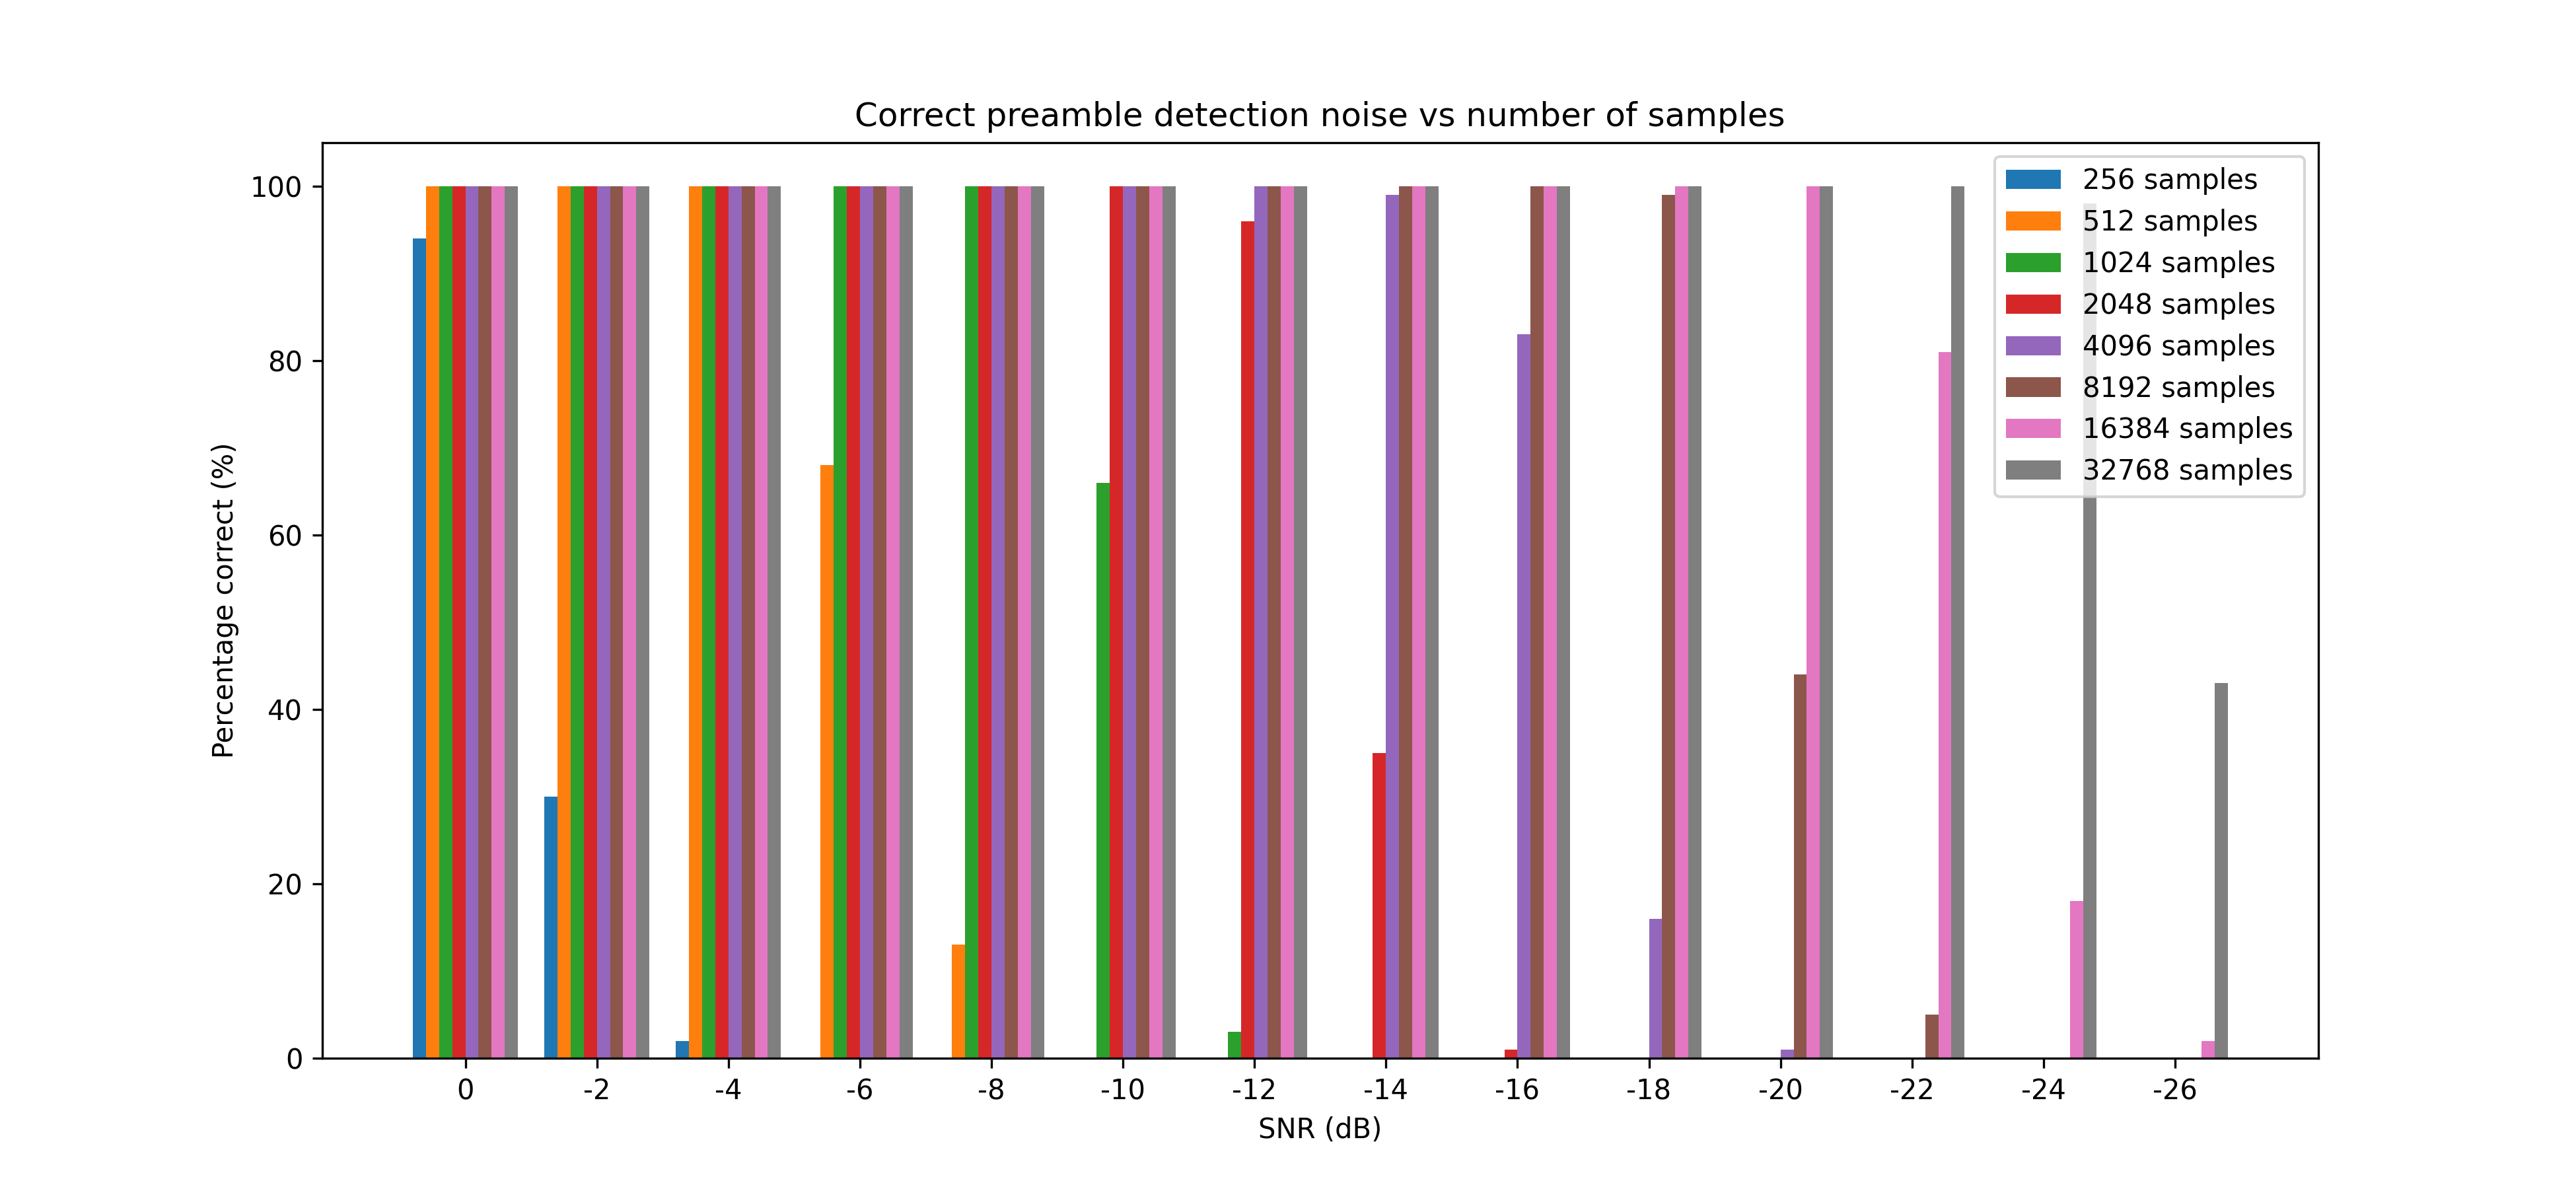 Correct preamble detection noise vs number of samples
100
80
60
40
20
0
Percentage correct (%)
256 samples
512 samples
1024 samples
2048 samples
4096 samples
8192 samples
16384 samples
32768 samples
0 -2 -4 -6 -8 -10 -12 -14 -16 -18 -20 -22 -24 -26
SNR (dB)